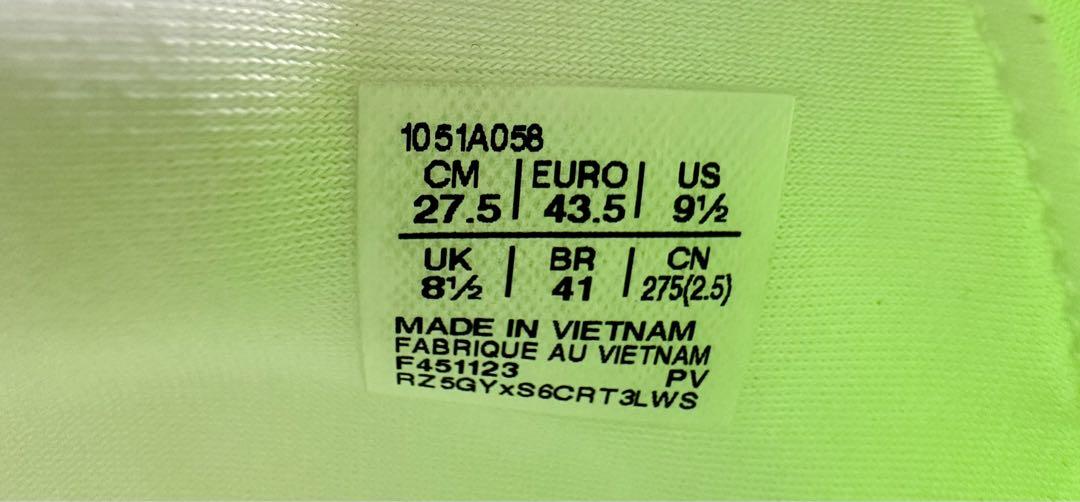 1051A058
CM | EURO | US
27.5 | 43.5 | 9½
UK | BR | CN
8½ | 41 | 275(2.5)
MADE IN VIETNAM
FABRIQUE AU VIETNAM
F451123 PV
RZ5GYxS6CRT3LWS